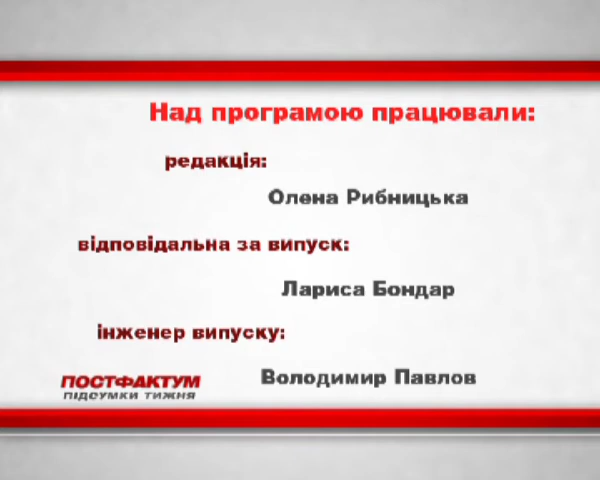 Над програмою працювали:
редакція:
Олена Рибницька
відповідальна за випуск:
Лариса Бондар
інженер випуску:
Володимир Павлов
ПОСТФАКТУМ
ПІДСУМКИ ТИЖНЯ